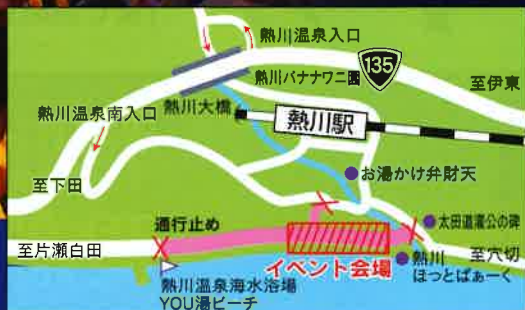 熱川温泉入口
135
熱川バナナワニ園
至伊東
熱川温泉南入口
熱川大橋
熱川駅
至下田
お湯かけ弁財天
通行止め
太田道灌公の碑
至片瀬白田
イベント会場
至穴切
熱川
ほっとぱぁーく
熱川温泉海水浴場
YOU湯ビーチ